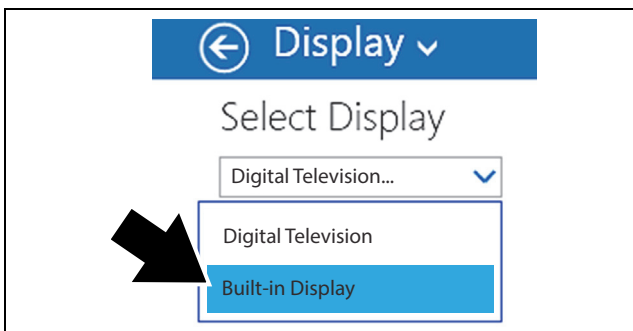 Display
Select Display
Digital Television...
Digital Television
Built-in Display